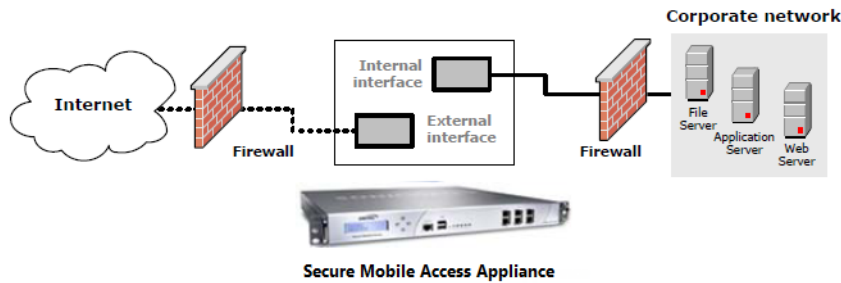 Corporate network
Internal
interface
Internet
External
interface
Firewall
Firewall
File
Server
Application
Server
Web
Server
Secure Mobile Access Appliance